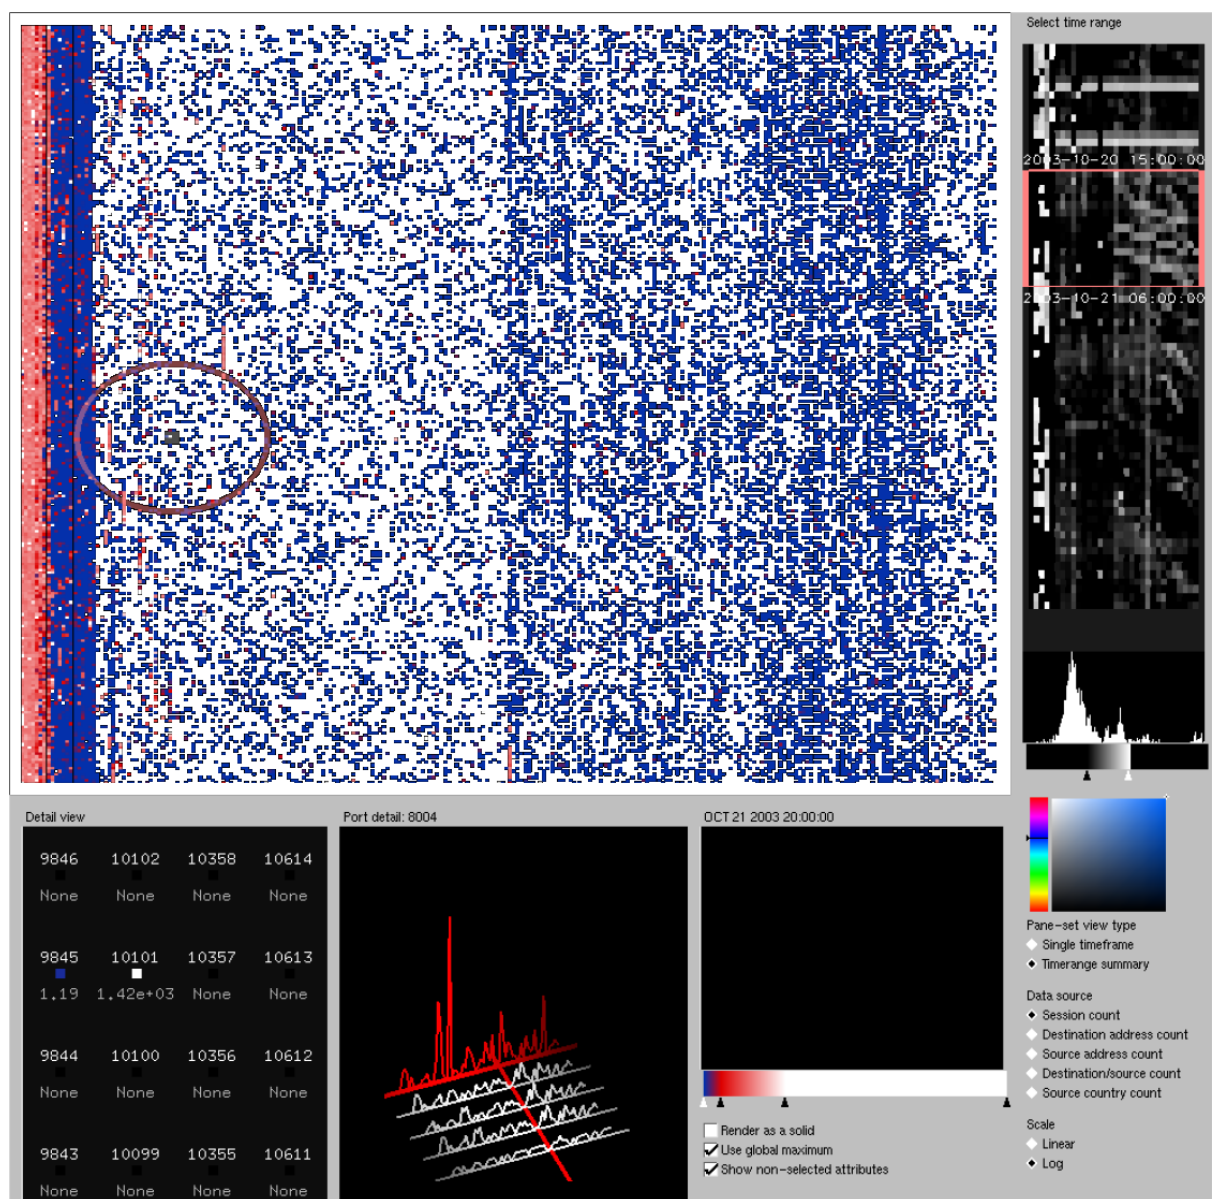 Select time range
2003-10-20 15:00:00
2003-10-21 06:00:00
Detail view
9846 10102 10358 10614
None None None None
9845 10101 10357 10613
1.19 1.42e+03 None None
9844 10100 10356 10612
None None None None
9843 10099 10355 10611
None None None None
Port detail: 8004
OCT 21 2003 20:00:00
Render as a solid
Use global maximum
Show non-selected attributes
Pane-set view type
Single timeframe
Timerange summary
Data source
Session count
Destination address count
Source address count
Destination/source count
Source country count
Scale
Linear
Log